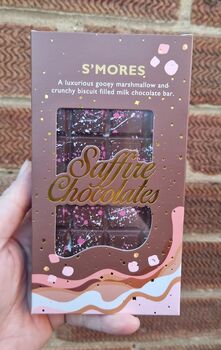 S'MORES
A luxurious gooey marshmallow and
crunchy biscuit filled milk chocolate bar.
Saffire
Chocolates